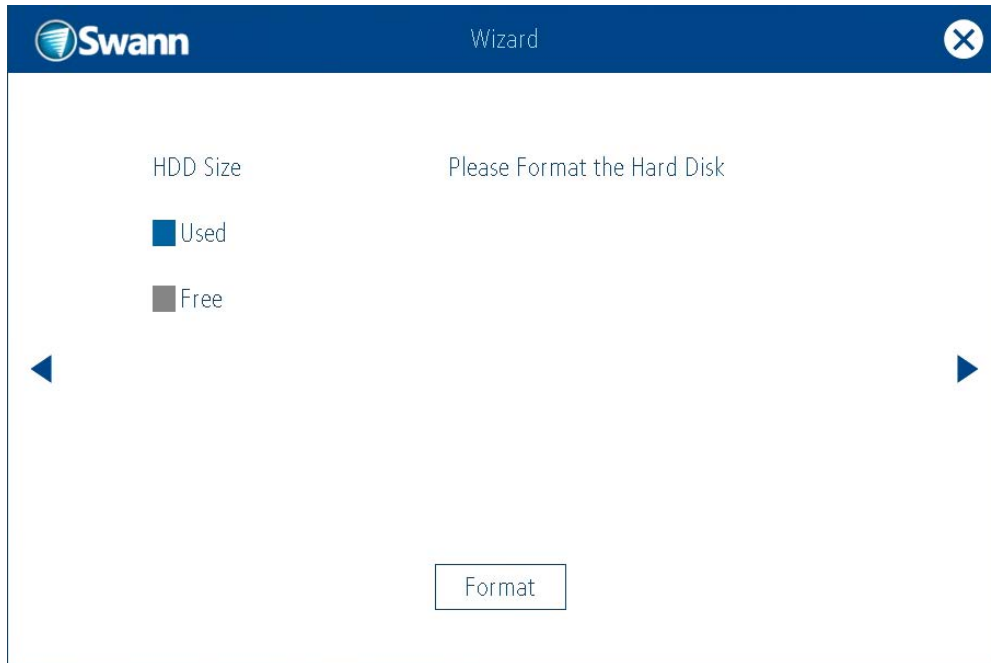 Swann
Wizard
HDD Size
Please Format the Hard Disk
Used
Free
Format